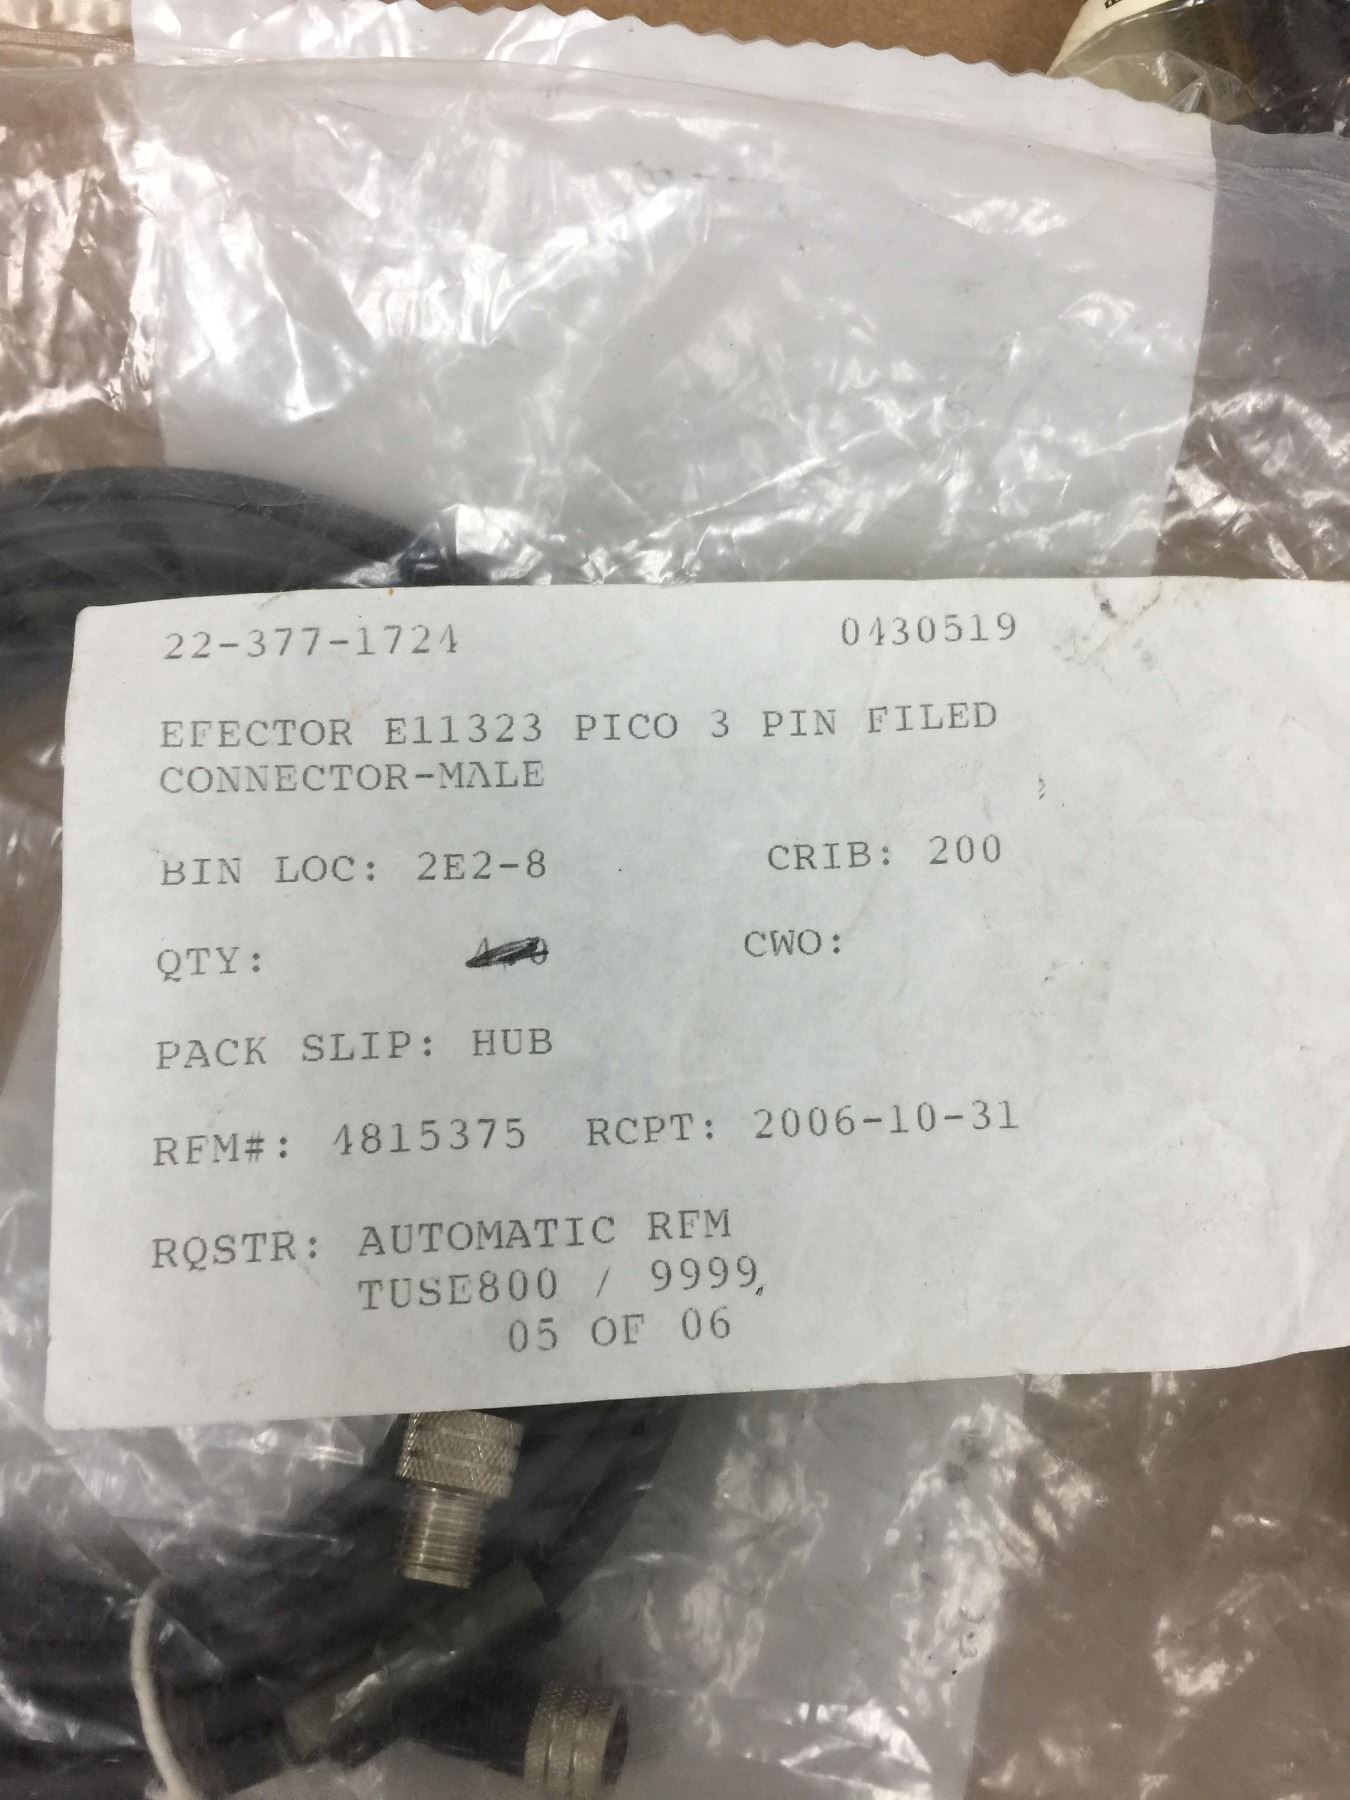 22-377-1724 0430519
EFECTOR E11323 PICO 3 PIN FILED
CONNECTOR-MALE
BIN LOC: 2E2-8 CRIB: 200
QTY: CWO:
PACK SLIP: HUB
RFM#: 4815375 RCPT: 2006-10-31
RQSTR: AUTOMATIC RFM
TUSE800 / 9999
05 OF 06